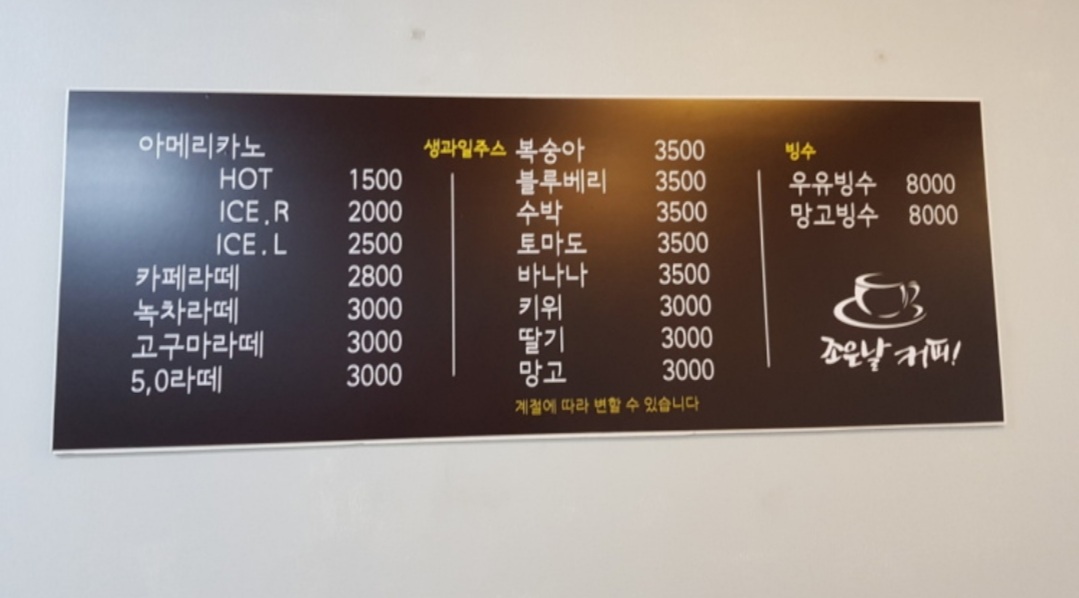 아메리카노
HOT 1500
ICE.R 2000
ICE.L 2500
카페라떼 2800
녹차라떼 3000
고구마라떼 3000
5,0라떼 3000
생과일주스 복숭아 3500
블루베리 3500
수박 3500
토마도 3500
바나나 3500
키위 3000
딸기 3000
망고 3000
계절에 따라 변할 수 있습니다
빙수
우유빙수 8000
망고빙수 8000
조은날 커피!